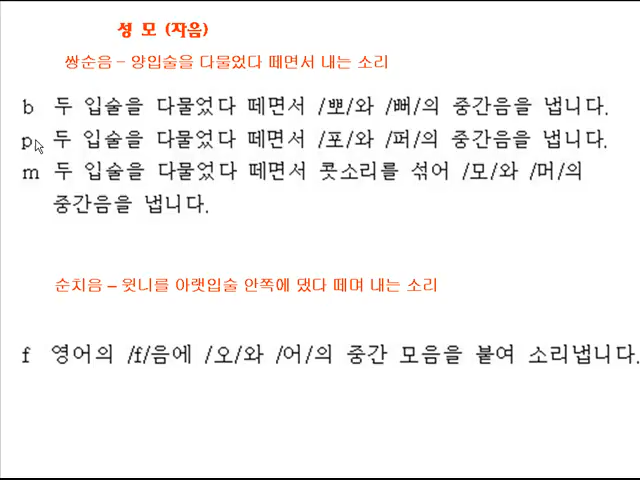 성 모 (자음)
쌍순음 – 양입술을 다물었다 떼면서 내는 소리
b 두 입술을 다물었다 떼면서 /뽀/와 /뻐/의 중간음을 냅니다.
p 두 입술을 다물었다 떼면서 /포/와 /퍼/의 중간음을 냅니다.
m 두 입술을 다물었다 떼면서 콧소리를 섞어 /모/와 /머/의
중간음을 냅니다.
순치음 – 윗니를 아랫입술 안쪽에 댔다 떼며 내는 소리
f 영어의 /f/음에 /오/와 /어/의 중간 모음을 붙여 소리냅니다.